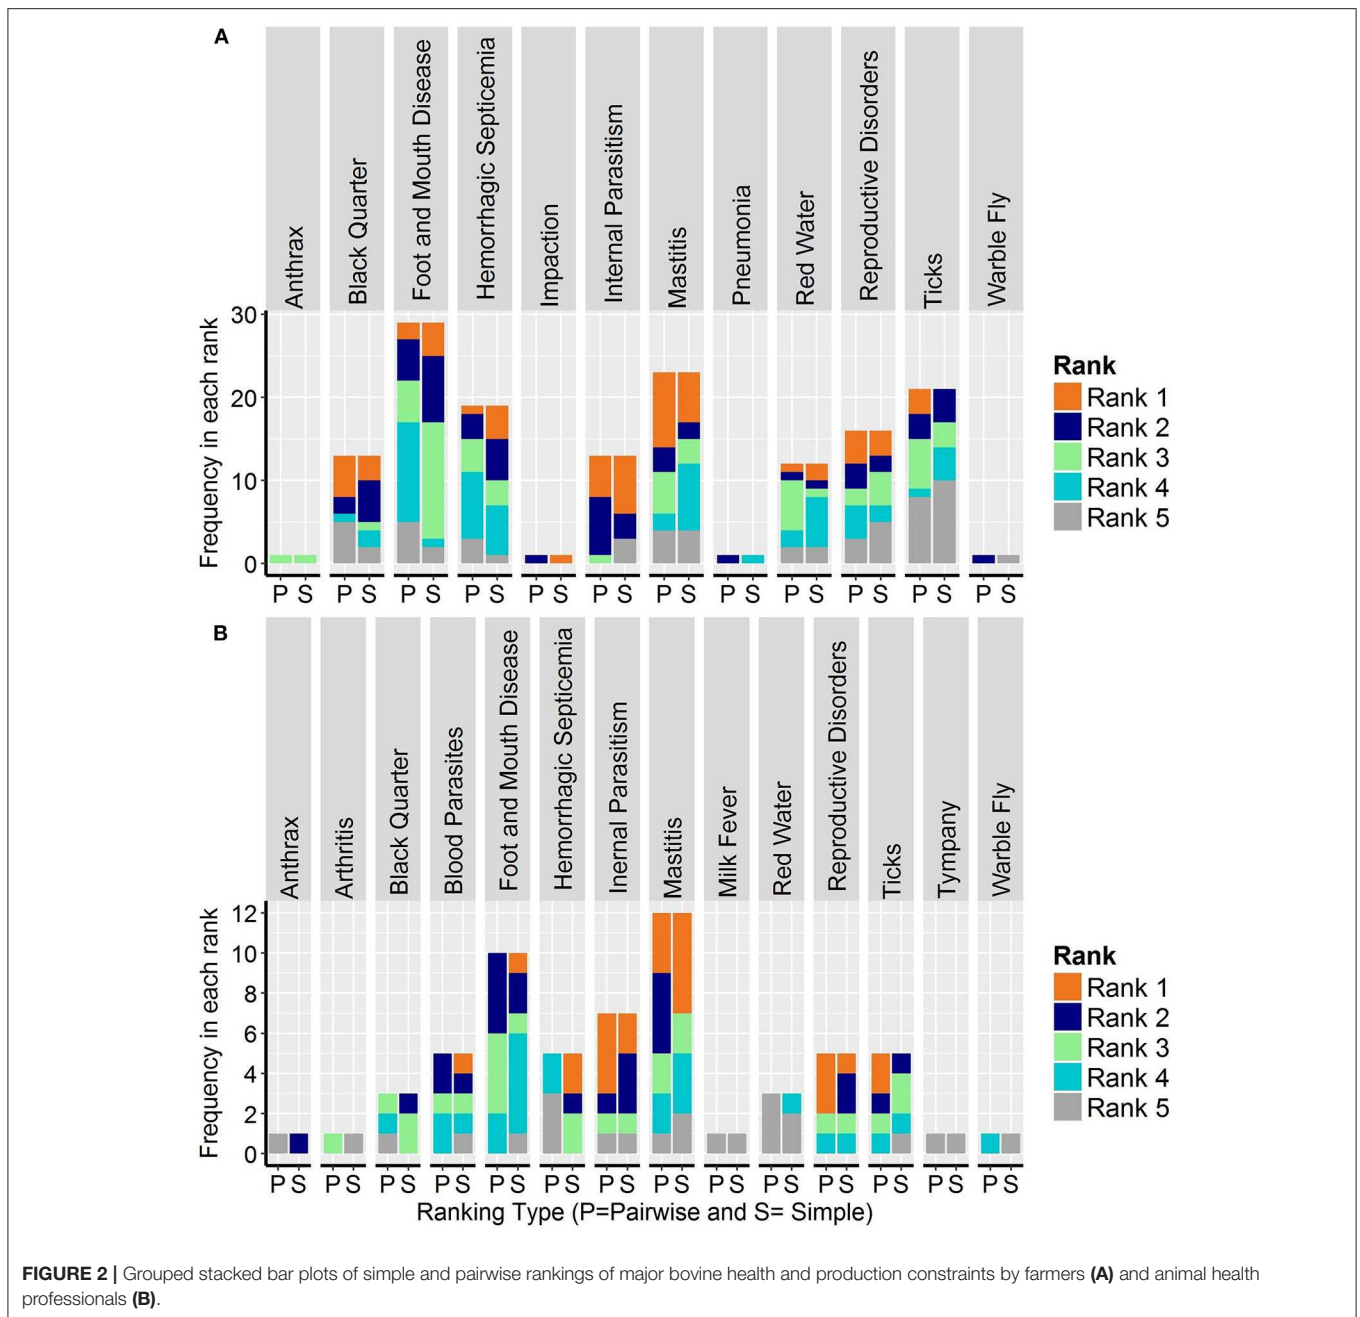 A
Anthrax
Black Quarter
Foot and Mouth Disease
Hemorrhagic Septicemia
Impaction
Internal Parasitism
Mastitis
Pneumonia
Red Water
Reproductive Disorders
Ticks
Warble Fly
Frequency in each rank
30
20
10
0
P S P S P S P S P S P S P S P S P S P S P S P S
Rank
Rank 1
Rank 2
Rank 3
Rank 4
Rank 5
B
Anthrax
Arthritis
Black Quarter
Blood Parasites
Foot and Mouth Disease
Hemorrhagic Septicemia
Inernal Parasitism
Mastitis
Milk Fever
Red Water
Reproductive Disorders
Ticks
Tympany
Warble Fly
Frequency in each rank
12
10
8
6
4
2
0
P S P S P S P S P S P S P S P S P S P S P S P S P S P S
Ranking Type (P=Pairwise and S= Simple)
Rank
Rank 1
Rank 2
Rank 3
Rank 4
Rank 5
FIGURE 2 | Grouped stacked bar plots of simple and pairwise rankings of major bovine health and production constraints by farmers (A) and animal health
professionals (B).